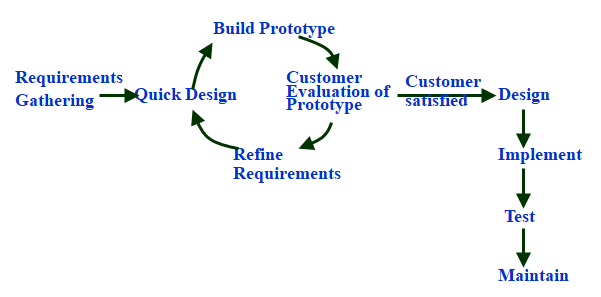 Build Prototype
Requirements
Gathering
Quick Design
Customer
Evaluation of
Prototype
Customer
satisfied
Design
Refine
Requirements
Implement
Test
Maintain